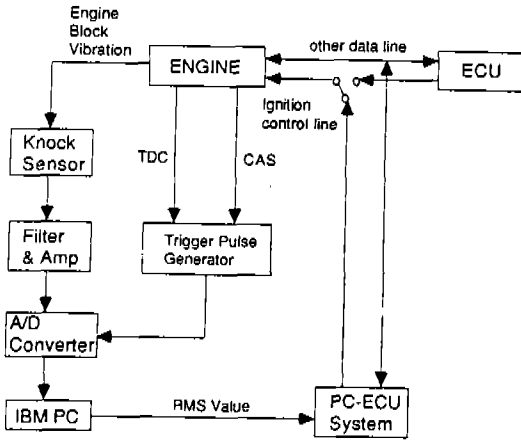 Engine
Block
Vibration
ENGINE
other data line
ECU
Ignition
control line
Knock
Sensor
TDC
CAS
Filter
& Amp
Trigger Pulse
Generator
A/D
Converter
IBM PC
RMS Value
PC-ECU
System